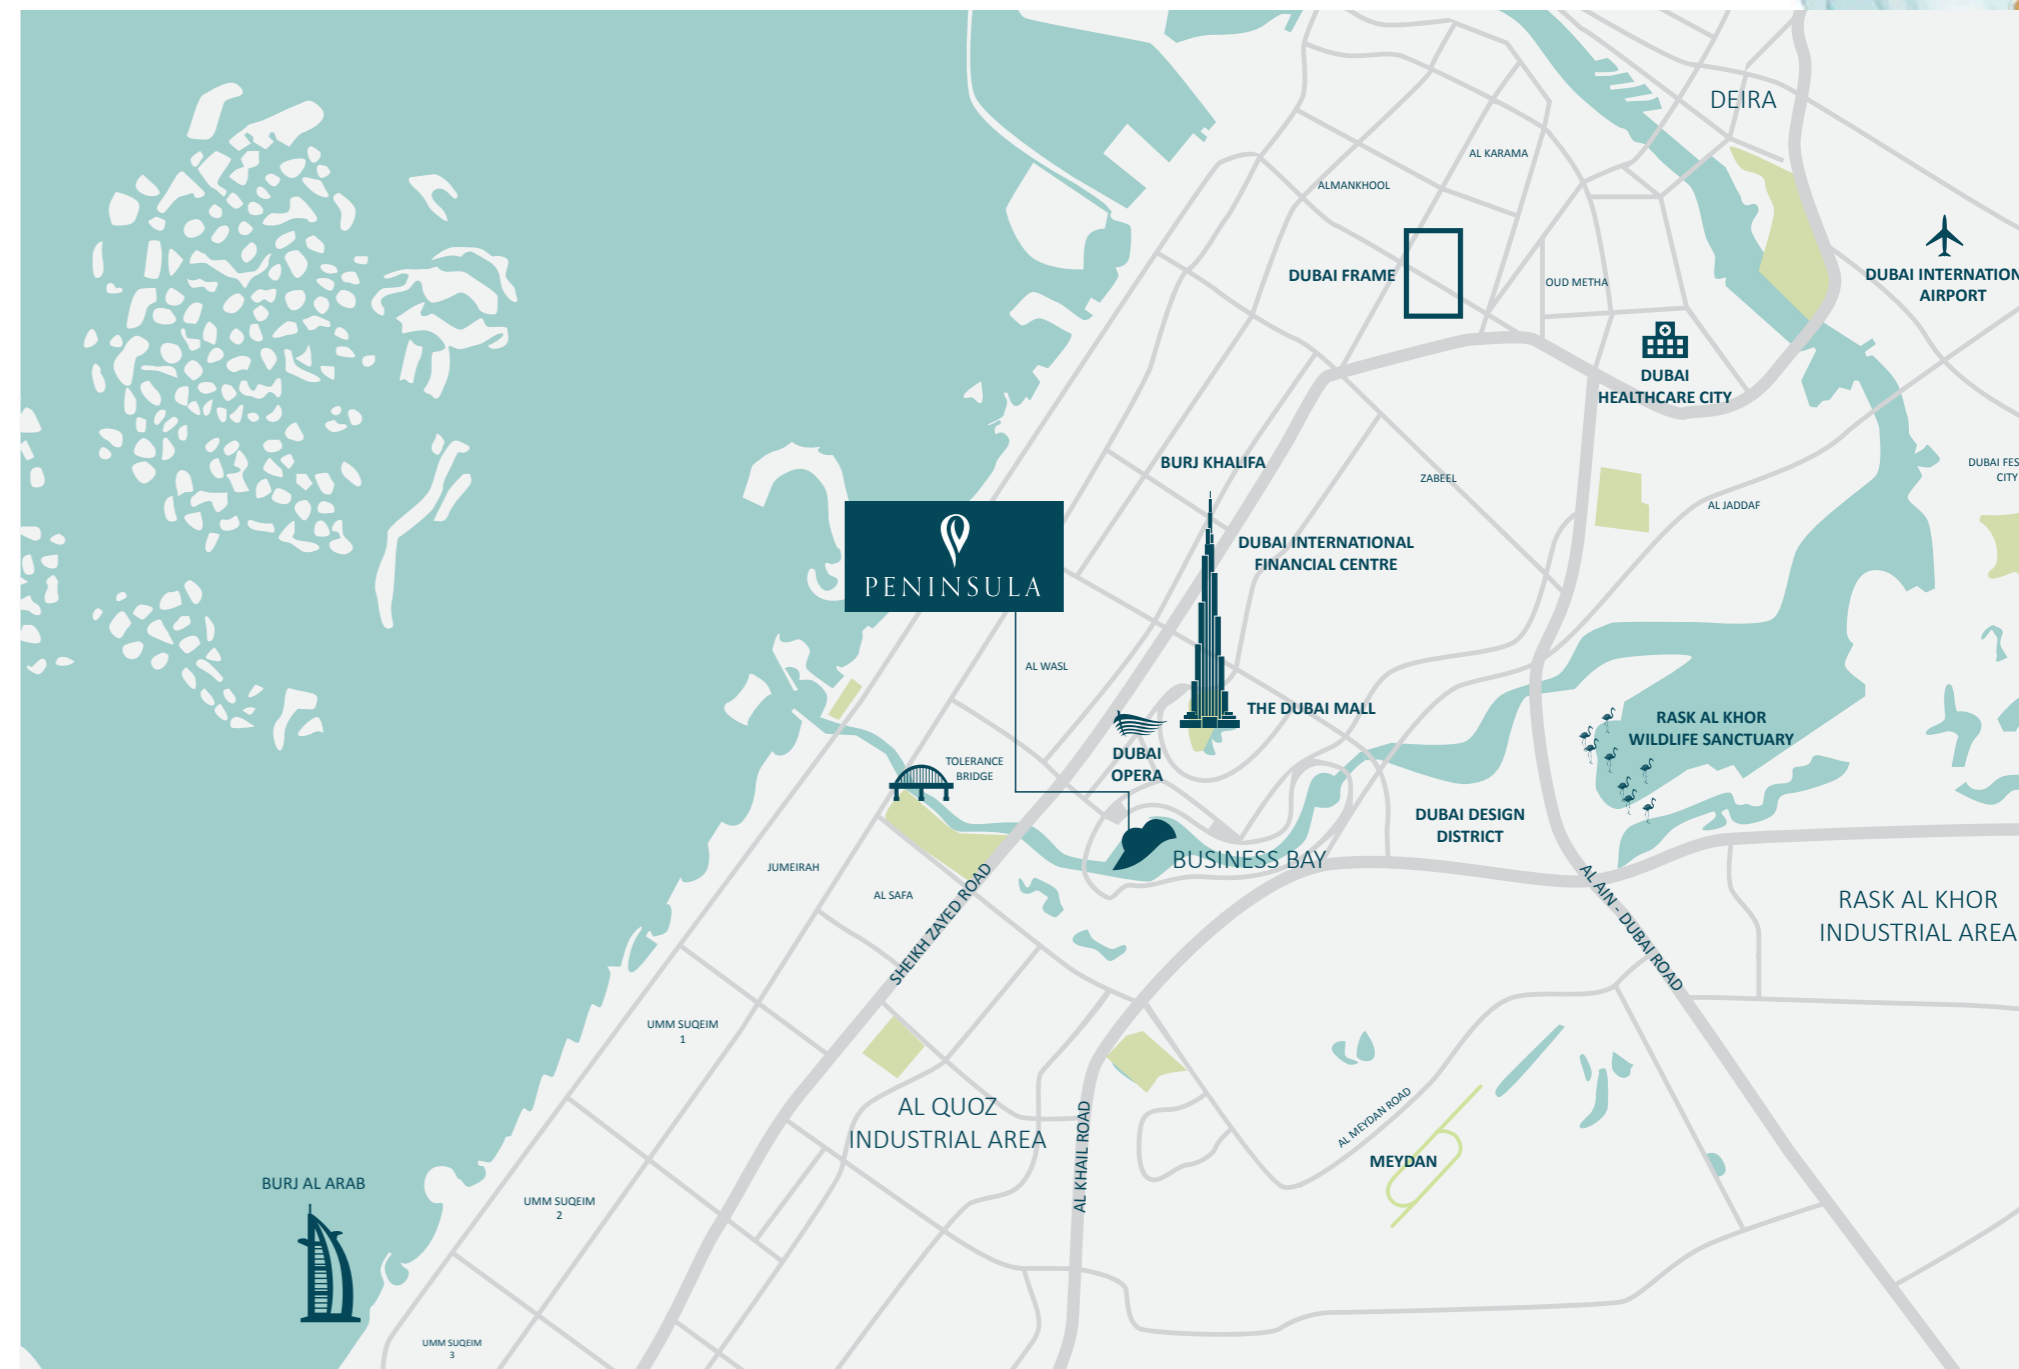 DEIRA
AL KARAMA
ALMANKHOOL
DUBAI FRAME
OUD METHA
DUBAI INTERNATION
AIRPORT
DUBAI
HEALTHCARE CITY
BURJ KHALIFA
ZABEEL
DUBAI FES
CITY
AL JADDAF
DUBAI INTERNATIONAL
FINANCIAL CENTRE
PENINSULA
AL WASL
THE DUBAI MALL
RASK AL KHOR
WILDLIFE SANCTUARY
DUBAI
OPERA
TOLERANCE
BRIDGE
DUBAI DESIGN
DISTRICT
BUSINESS BAY
JUMEIRAH
AL SAFA
SHEIKH ZAYED ROAD
AL AIN - DUBAI ROAD
RASK AL KHOR
INDUSTRIAL AREA
UMM SUQEIM
1
AL QUOZ
INDUSTRIAL AREA
AL KHAIL ROAD
AL MEYDAN ROAD
MEYDAN
BURJ AL ARAB
UMM SUQEIM
2
UMM SUQEIM
3